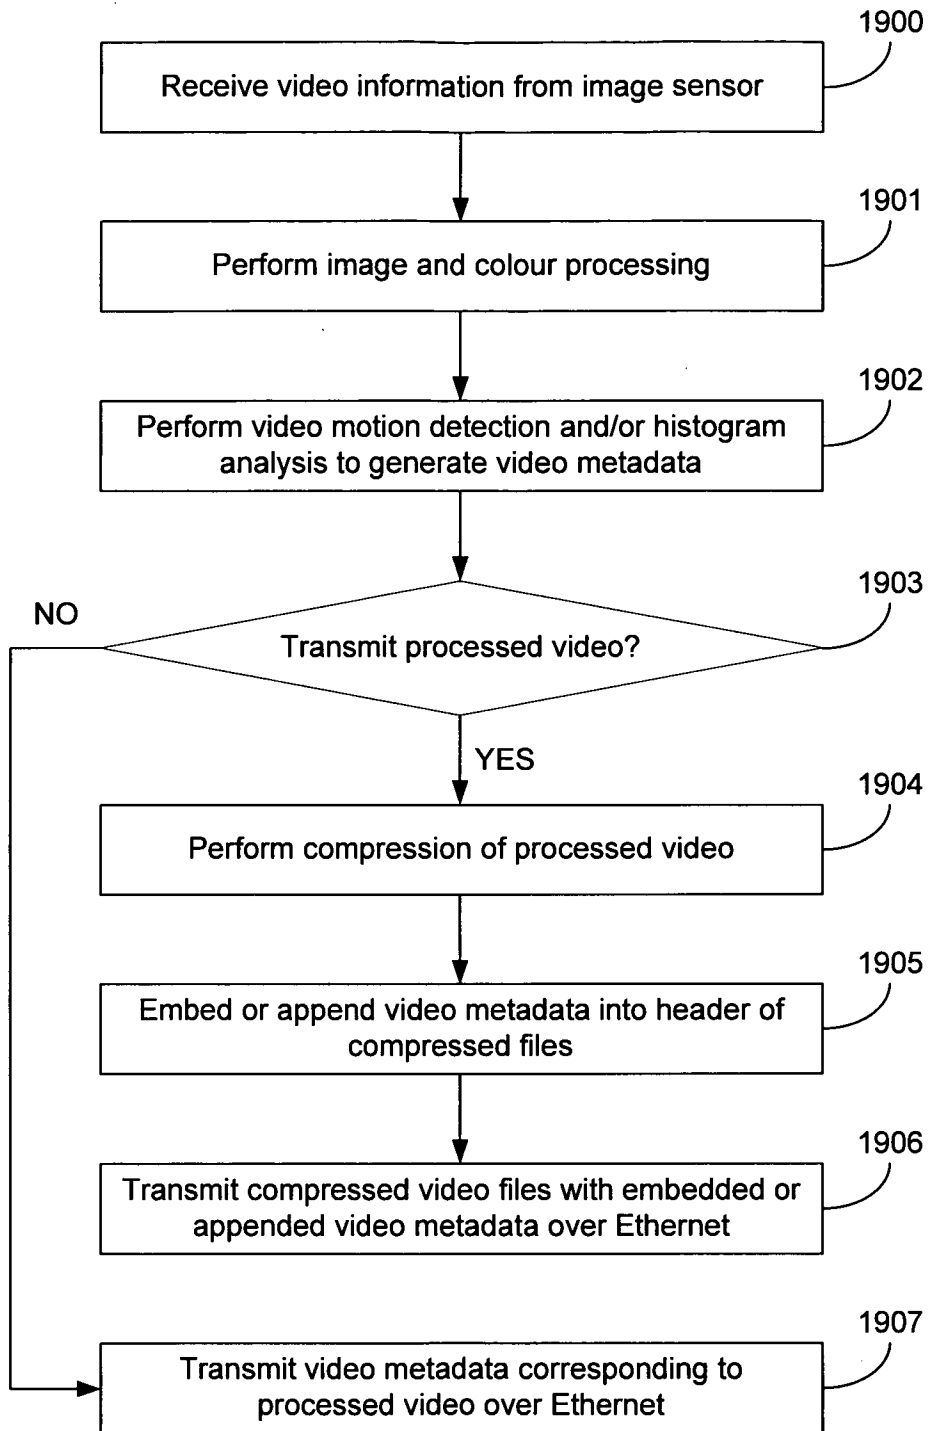 1900
Receive video information from image sensor
1901
Perform image and colour processing
1902
Perform video motion detection and/or histogram
analysis to generate video metadata
1903
NO
Transmit processed video?
YES
1904
Perform compression of processed video
1905
Embed or append video metadata into header of
compressed files
1906
Transmit compressed video files with embedded or
appended video metadata over Ethernet
1907
Transmit video metadata corresponding to
processed video over Ethernet